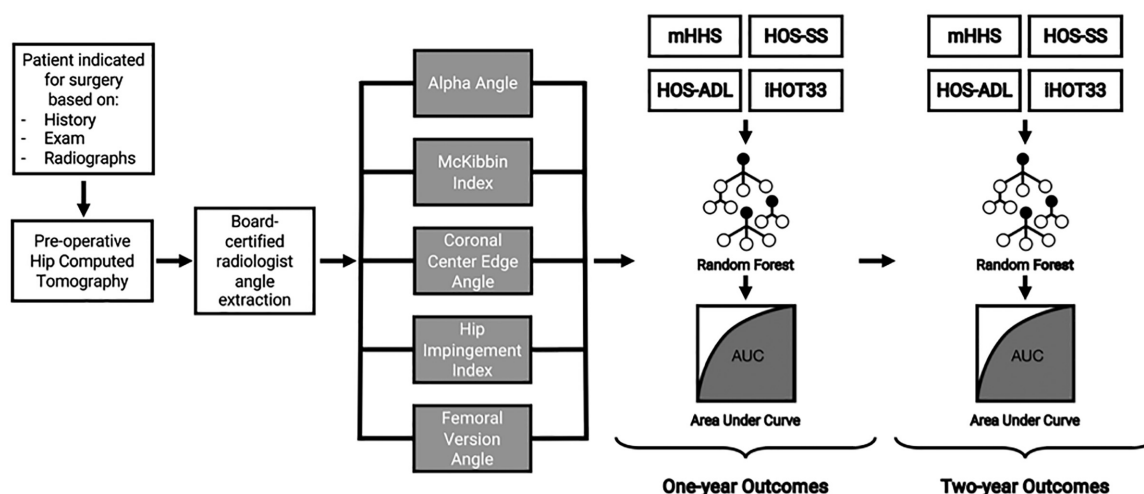 Patient indicated
for surgery
based on:
- History
- Exam
- Radiographs
Pre-operative
Hip Computed
Tomography
Board-
certified
radiologist
angle
extraction
Alpha Angle
McKibbin
Index
Coronal
Center Edge
Angle
Hip
Impingement
Index
Femoral
Version
Angle
mHHS
HOS-SS
HOS-ADL
iHOT33
Random Forest
AUC
Area Under Curve
One-year Outcomes
mHHS
HOS-SS
HOS-ADL
iHOT33
Random Forest
AUC
Area Under Curve
Two-year Outcomes